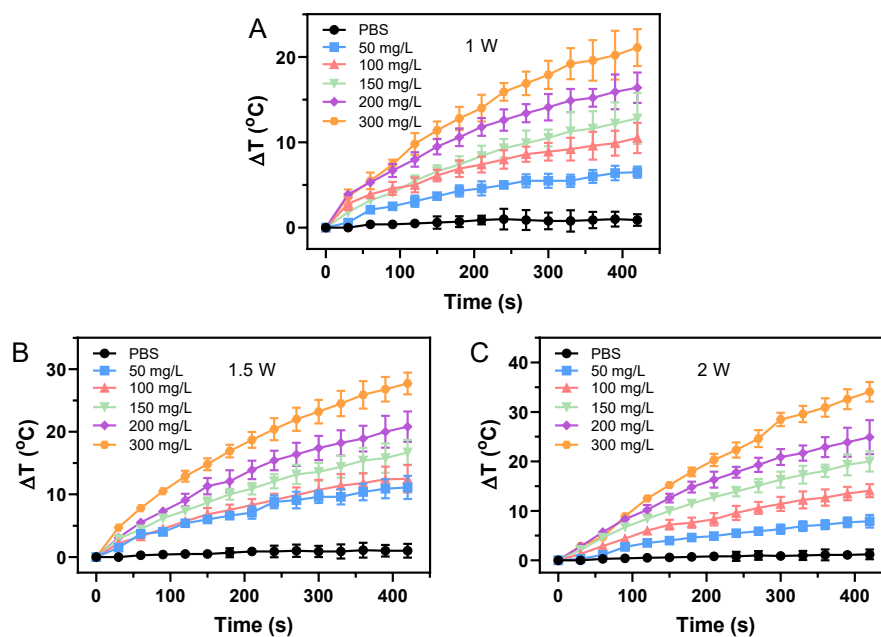 A
1 W
PBS
50 mg/L
100 mg/L
150 mg/L
200 mg/L
300 mg/L
ΔT (°C)
20
10
0
0 100 200 300 400
Time (s)
B
1.5 W
PBS
50 mg/L
100 mg/L
150 mg/L
200 mg/L
300 mg/L
ΔT (°C)
30
20
10
0
0 100 200 300 400
Time (s)
C
2 W
PBS
50 mg/L
100 mg/L
150 mg/L
200 mg/L
300 mg/L
ΔT (°C)
40
30
20
10
0
0 100 200 300 400
Time (s)